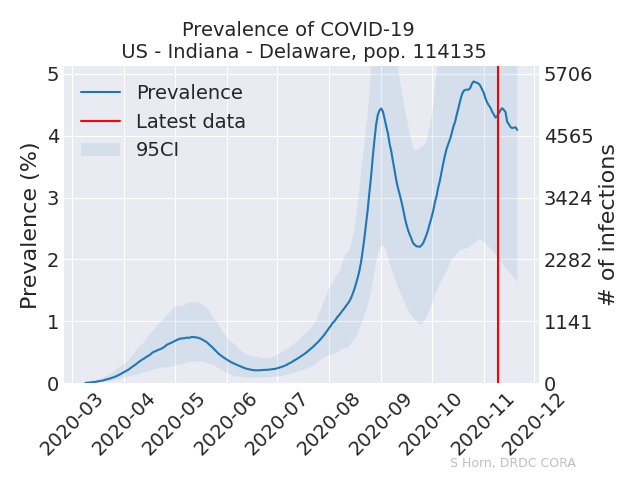 Prevalence of COVID-19
US - Indiana - Delaware, pop. 114135
Prevalence
Latest data
95CI
Prevalence (%)
5
4
3
2
1
0
5706
4565
3424
2282
1141
0
# of infections
2020-03
2020-04
2020-05
2020-06
2020-07
2020-08
2020-09
2020-10
2020-11
2020-12
S Horn, DRDC CORA